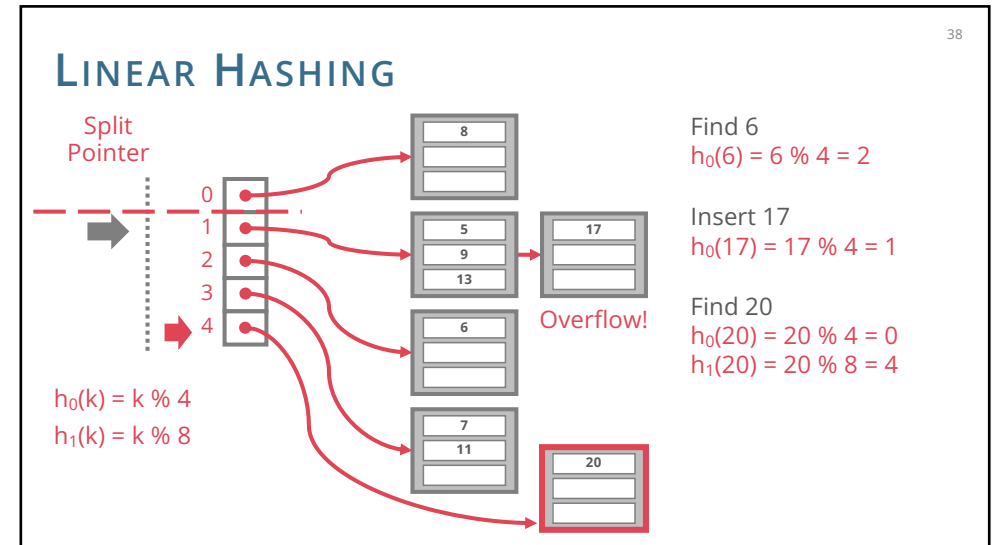 38
LINEAR HASHING
Split
Pointer
0
1
2
3
4
h₀(k) = k % 4
h₁(k) = k % 8
8
5
9
13
17
Overflow!
6
7
11
20
Find 6
h₀(6) = 6 % 4 = 2
Insert 17
h₀(17) = 17 % 4 = 1
Find 20
h₀(20) = 20 % 4 = 0
h₁(20) = 20 % 8 = 4